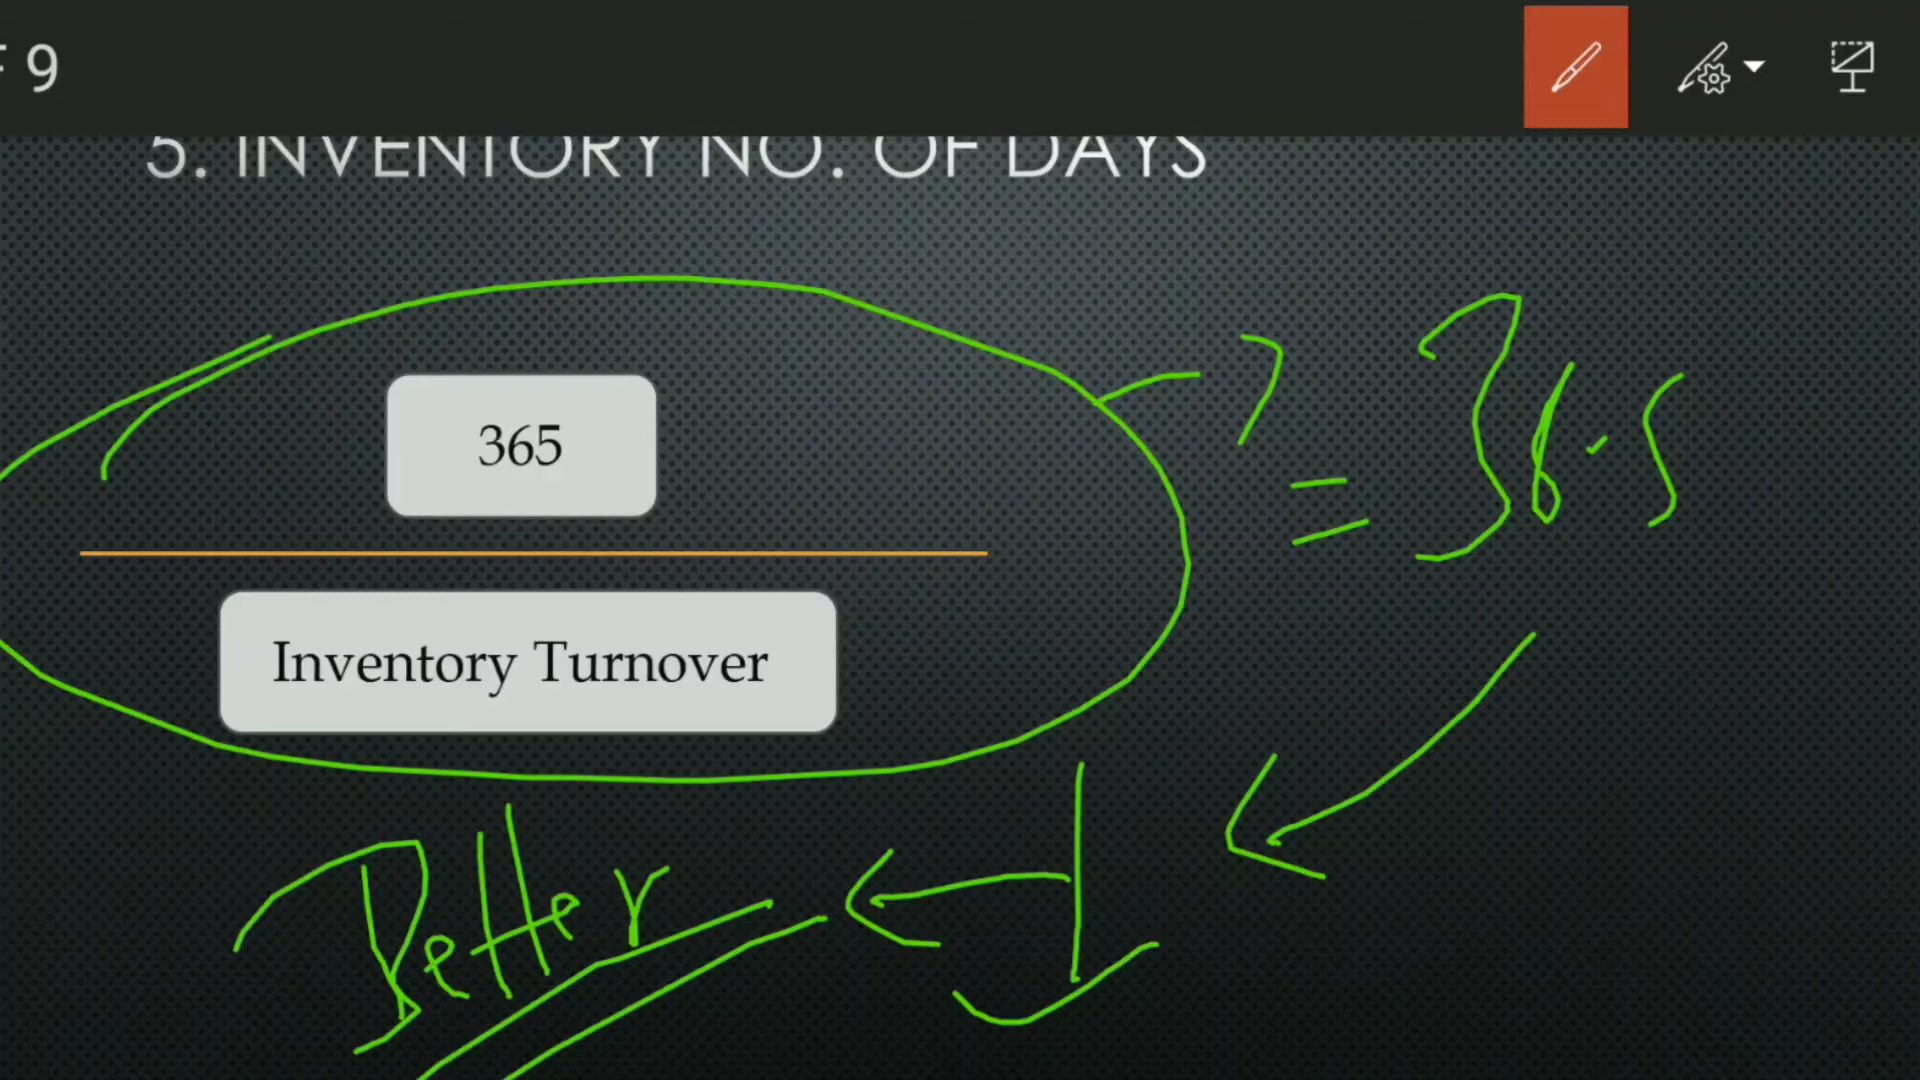 F 9
5. INVENTORY NO. OF DAYS
365
= 36.5
Inventory Turnover
Better